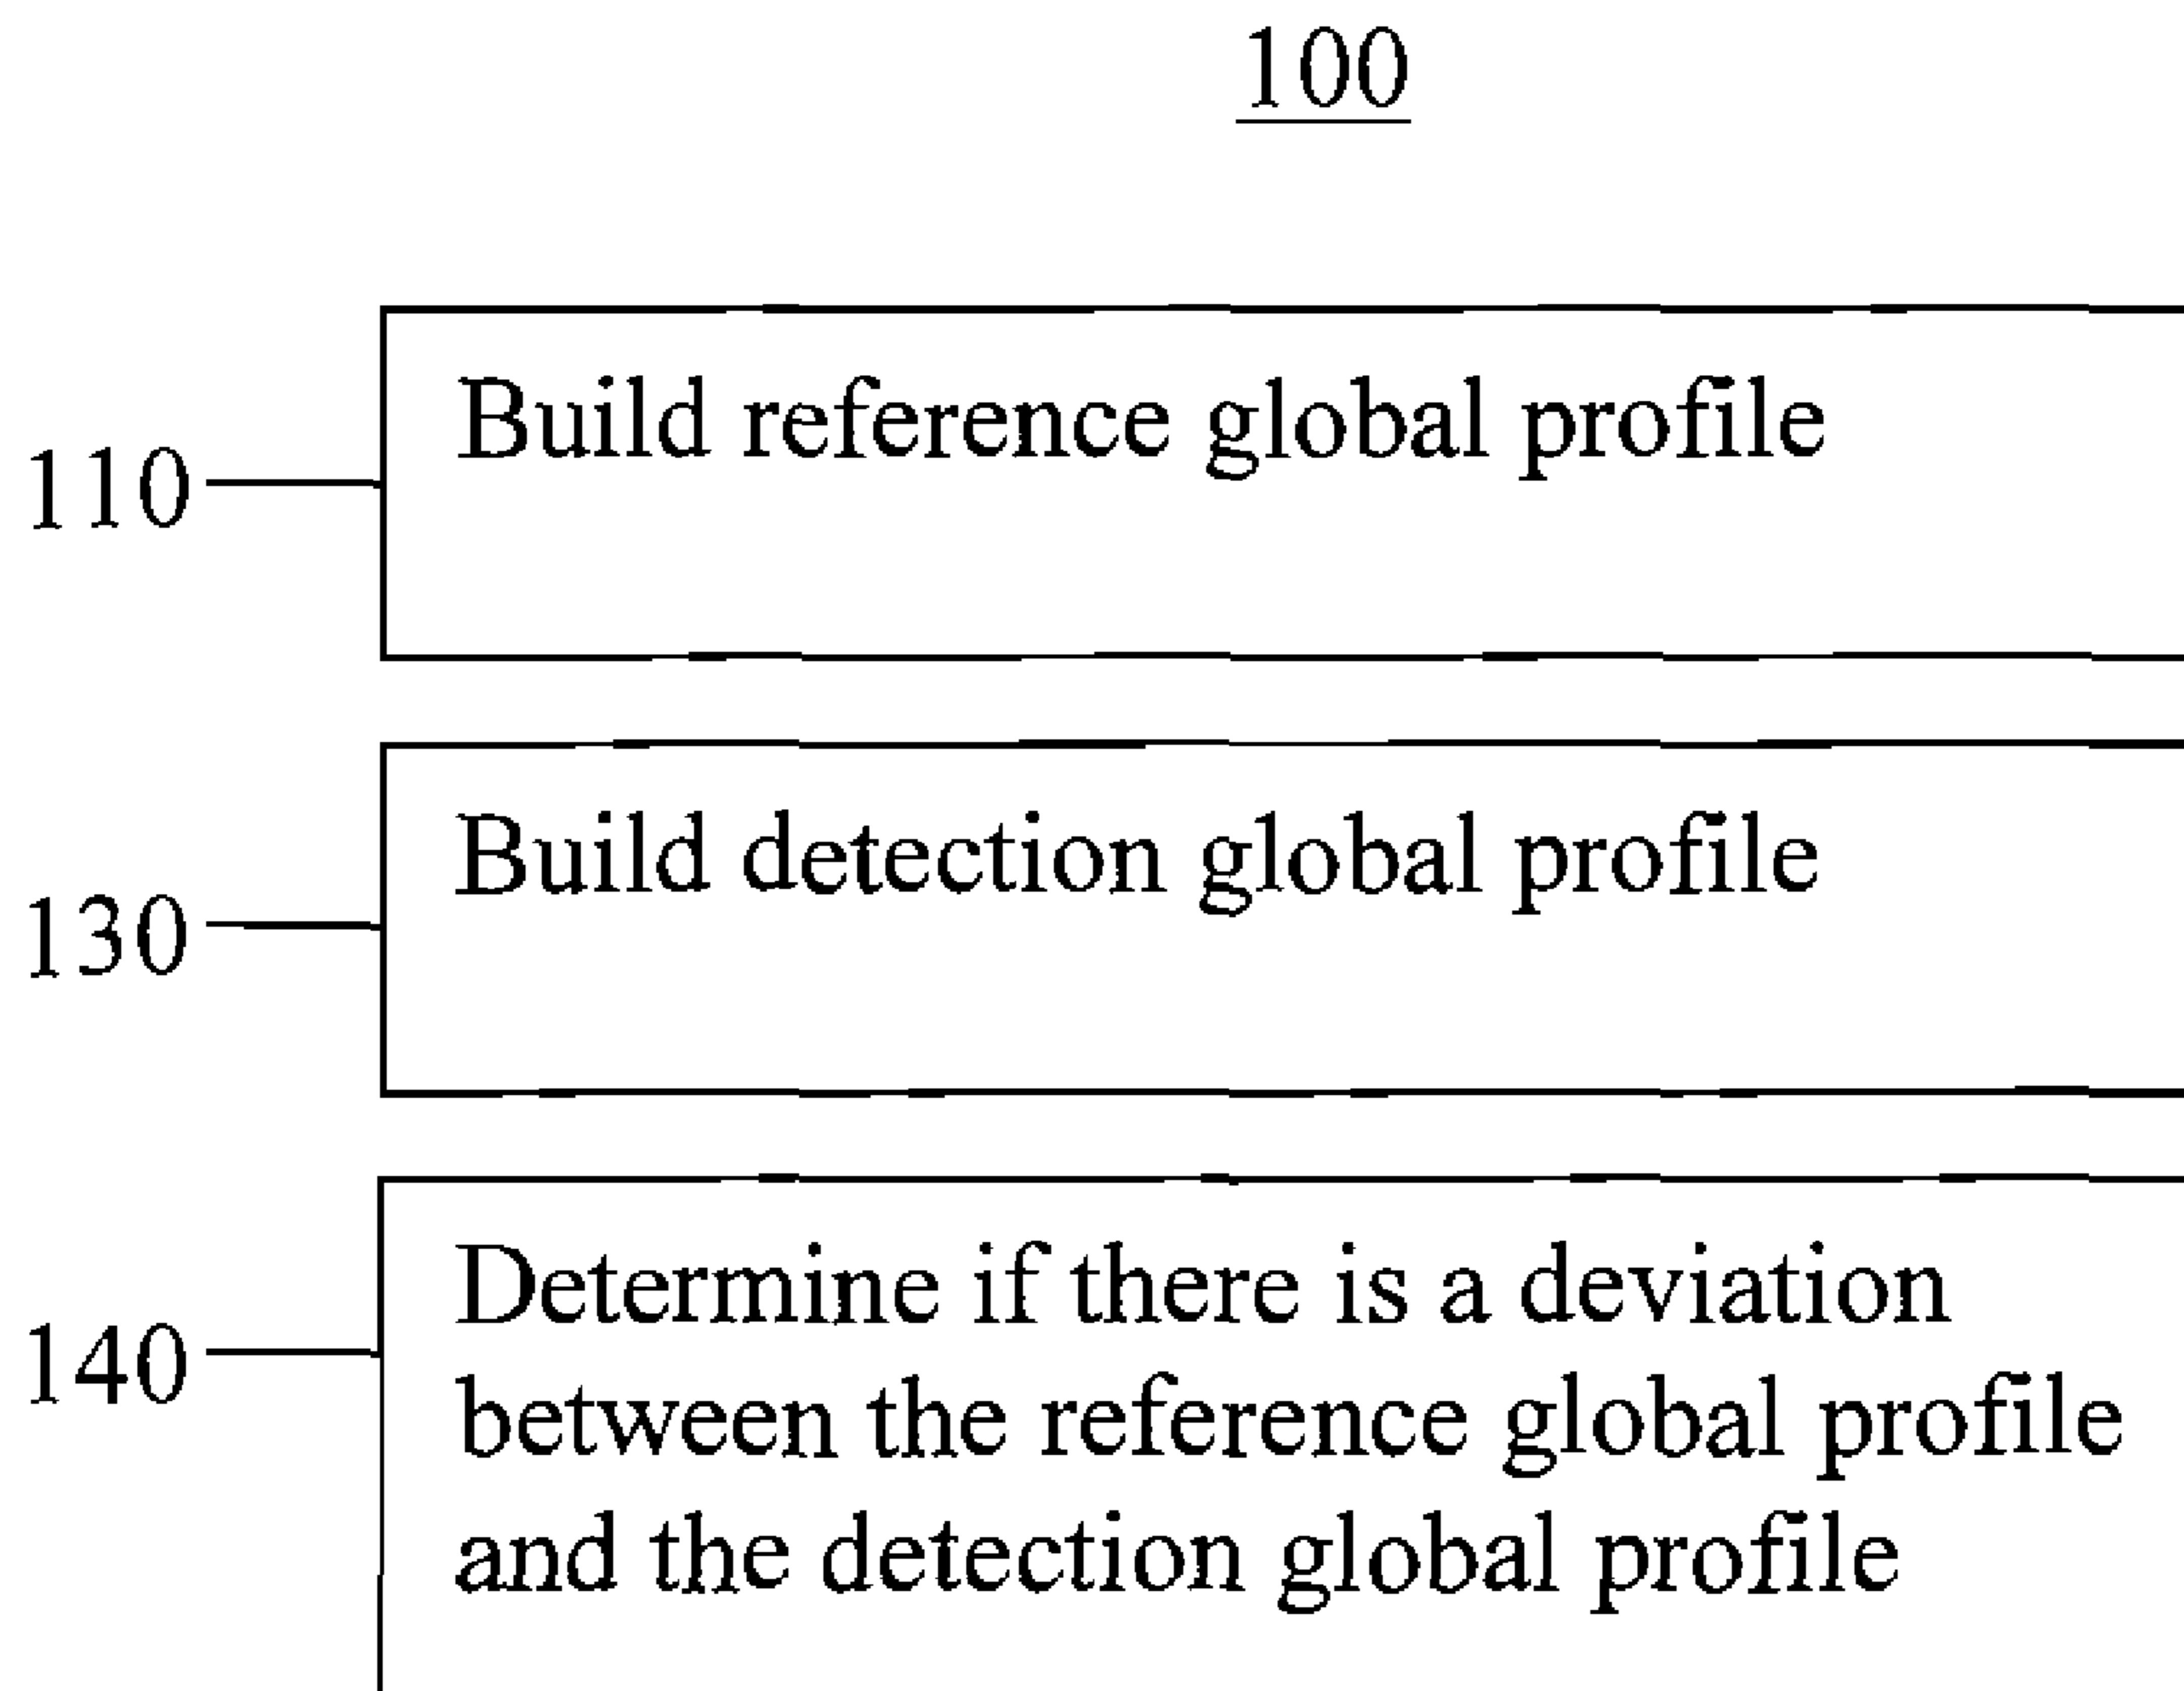 100
110
Build reference global profile
130
Build detection global profile
140
Determine if there is a deviation
between the reference global profile
and the detection global profile